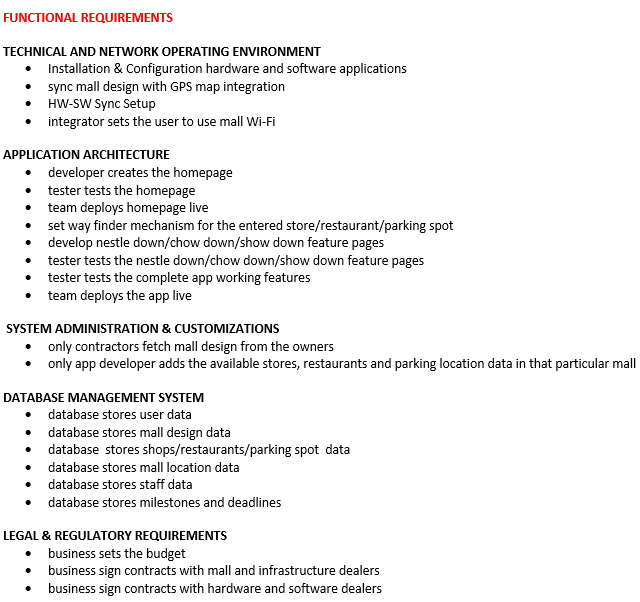 FUNCTIONAL REQUIREMENTS
TECHNICAL AND NETWORK OPERATING ENVIRONMENT
• Installation & Configuration hardware and software applications
• sync mall design with GPS map integration
• HW-SW Sync Setup
• integrator sets the user to use mall Wi-Fi
APPLICATION ARCHITECTURE
• developer creates the homepage
• tester tests the homepage
• team deploys homepage live
• set way finder mechanism for the entered store/restaurant/parking spot
• develop nestle down/chow down/show down feature pages
• tester tests the nestle down/chow down/show down feature pages
• tester tests the complete app working features
• team deploys the app live
SYSTEM ADMINISTRATION & CUSTOMIZATIONS
• only contractors fetch mall design from the owners
• only app developer adds the available stores, restaurants and parking location data in that particular mall
DATABASE MANAGEMENT SYSTEM
• database stores user data
• database stores mall design data
• database  stores shops/restaurants/parking spot  data
• database stores mall location data
• database stores staff data
• database stores milestones and deadlines
LEGAL & REGULATORY REQUIREMENTS
• business sets the budget
• business sign contracts with mall and infrastructure dealers
• business sign contracts with hardware and software dealers